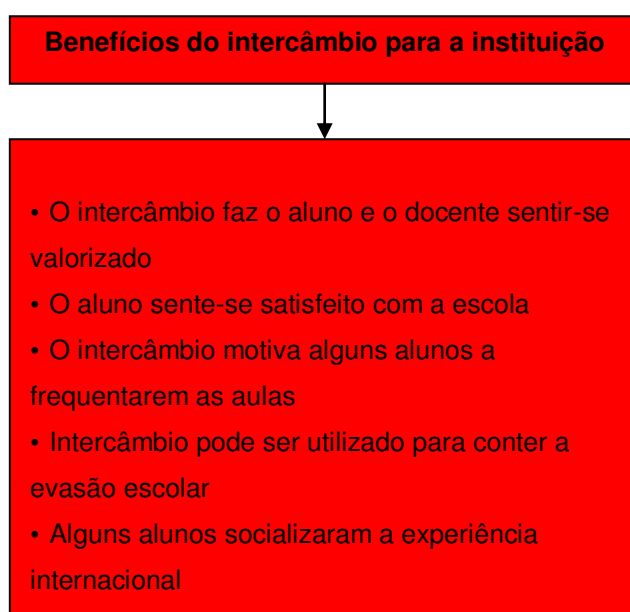 Benefícios do intercâmbio para a instituição
• O intercâmbio faz o aluno e o docente sentir-se
valorizado
• O aluno sente-se satisfeito com a escola
• O intercâmbio motiva alguns alunos a
frequentarem as aulas
• Intercâmbio pode ser utilizado para conter a
evasão escolar
• Alguns alunos socializaram a experiência
internacional